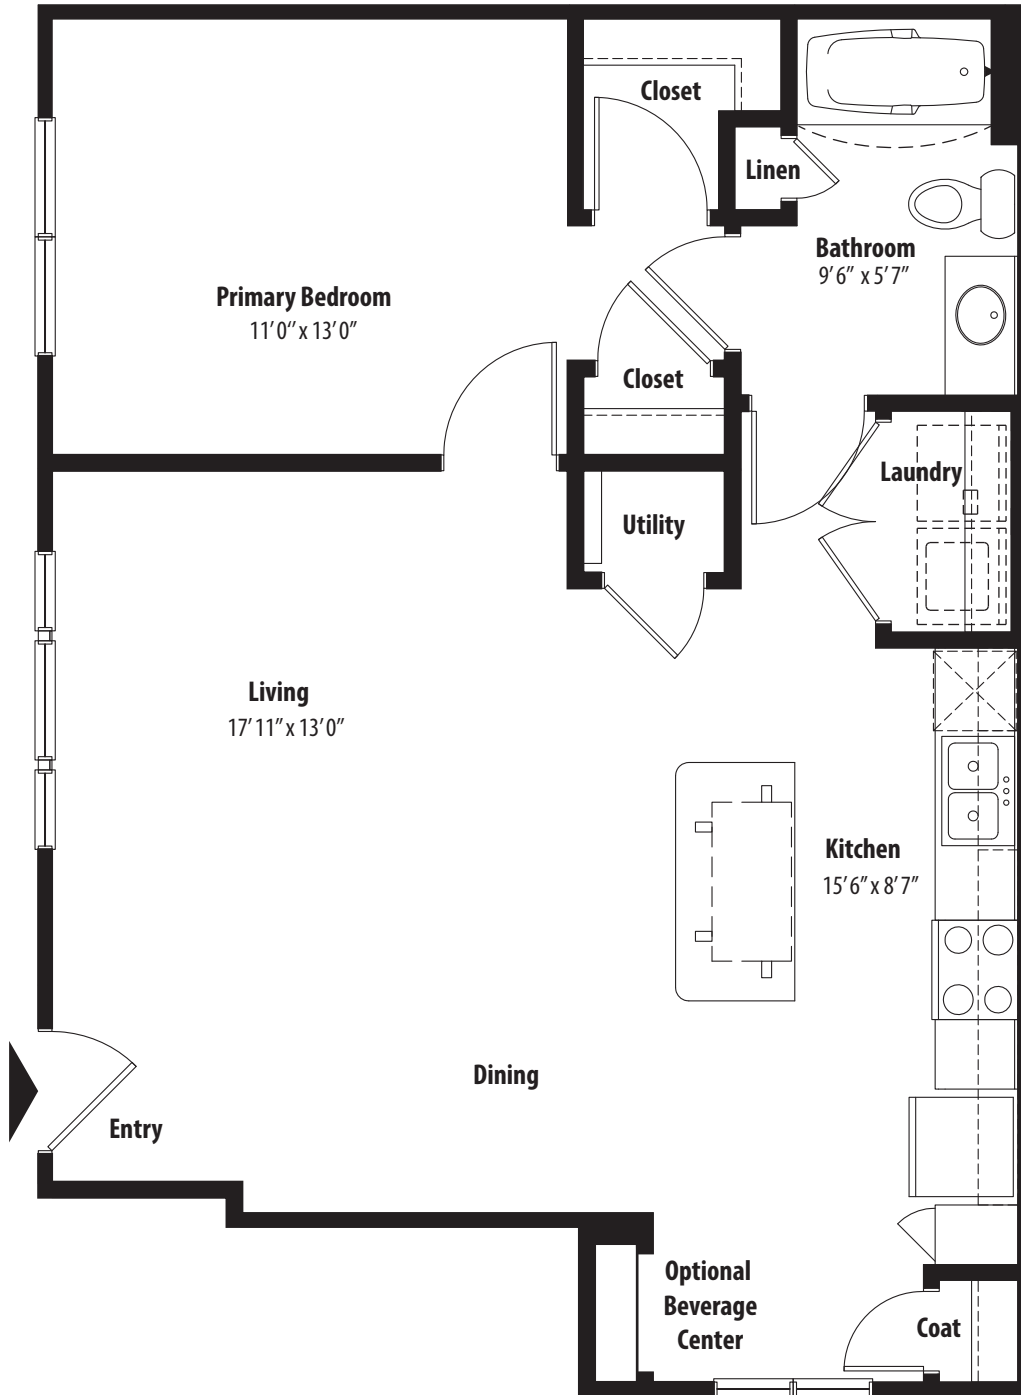 Closet
Linen
Bathroom
9’6” x 5’7”
Primary Bedroom
11’0” x 13’0”
Closet
Laundry
Utility
Living
17’11” x 13’0”
Kitchen
15’6” x 8’7”
Dining
Entry
Optional
Beverage
Center
Coat